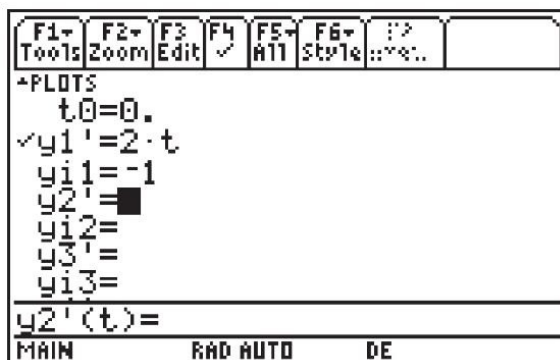 F1 F2 F3 F4 F5 F6
Tools Zoom Edit ✓ All Style
PLOTS
t0=0.
✓y1'=2·t
yi1=⁻1
y2'=
yi2=
y3'=
yi3=
y2'(t)=
MAIN RAD AUTO DE